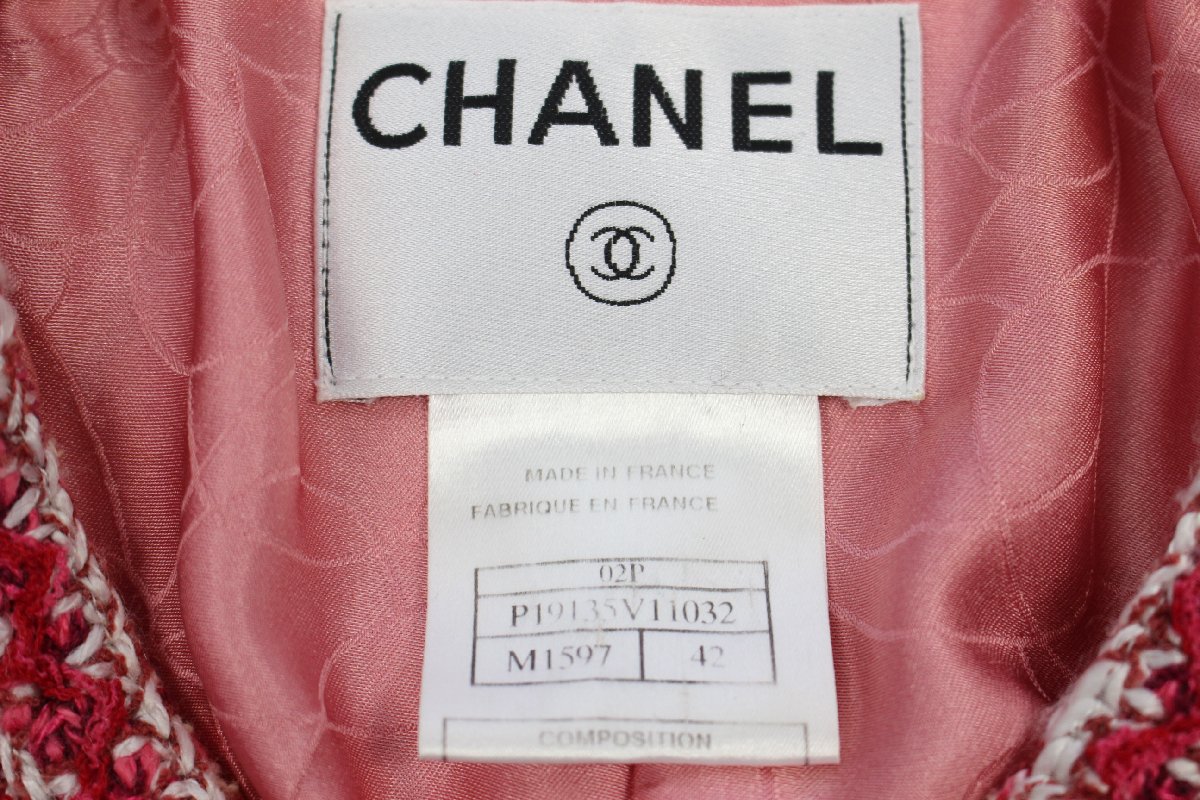 CHANEL
MADE IN FRANCE
FABRIQUE EN FRANCE
02P
P19135V11032
M1597 42
COMPOSITION